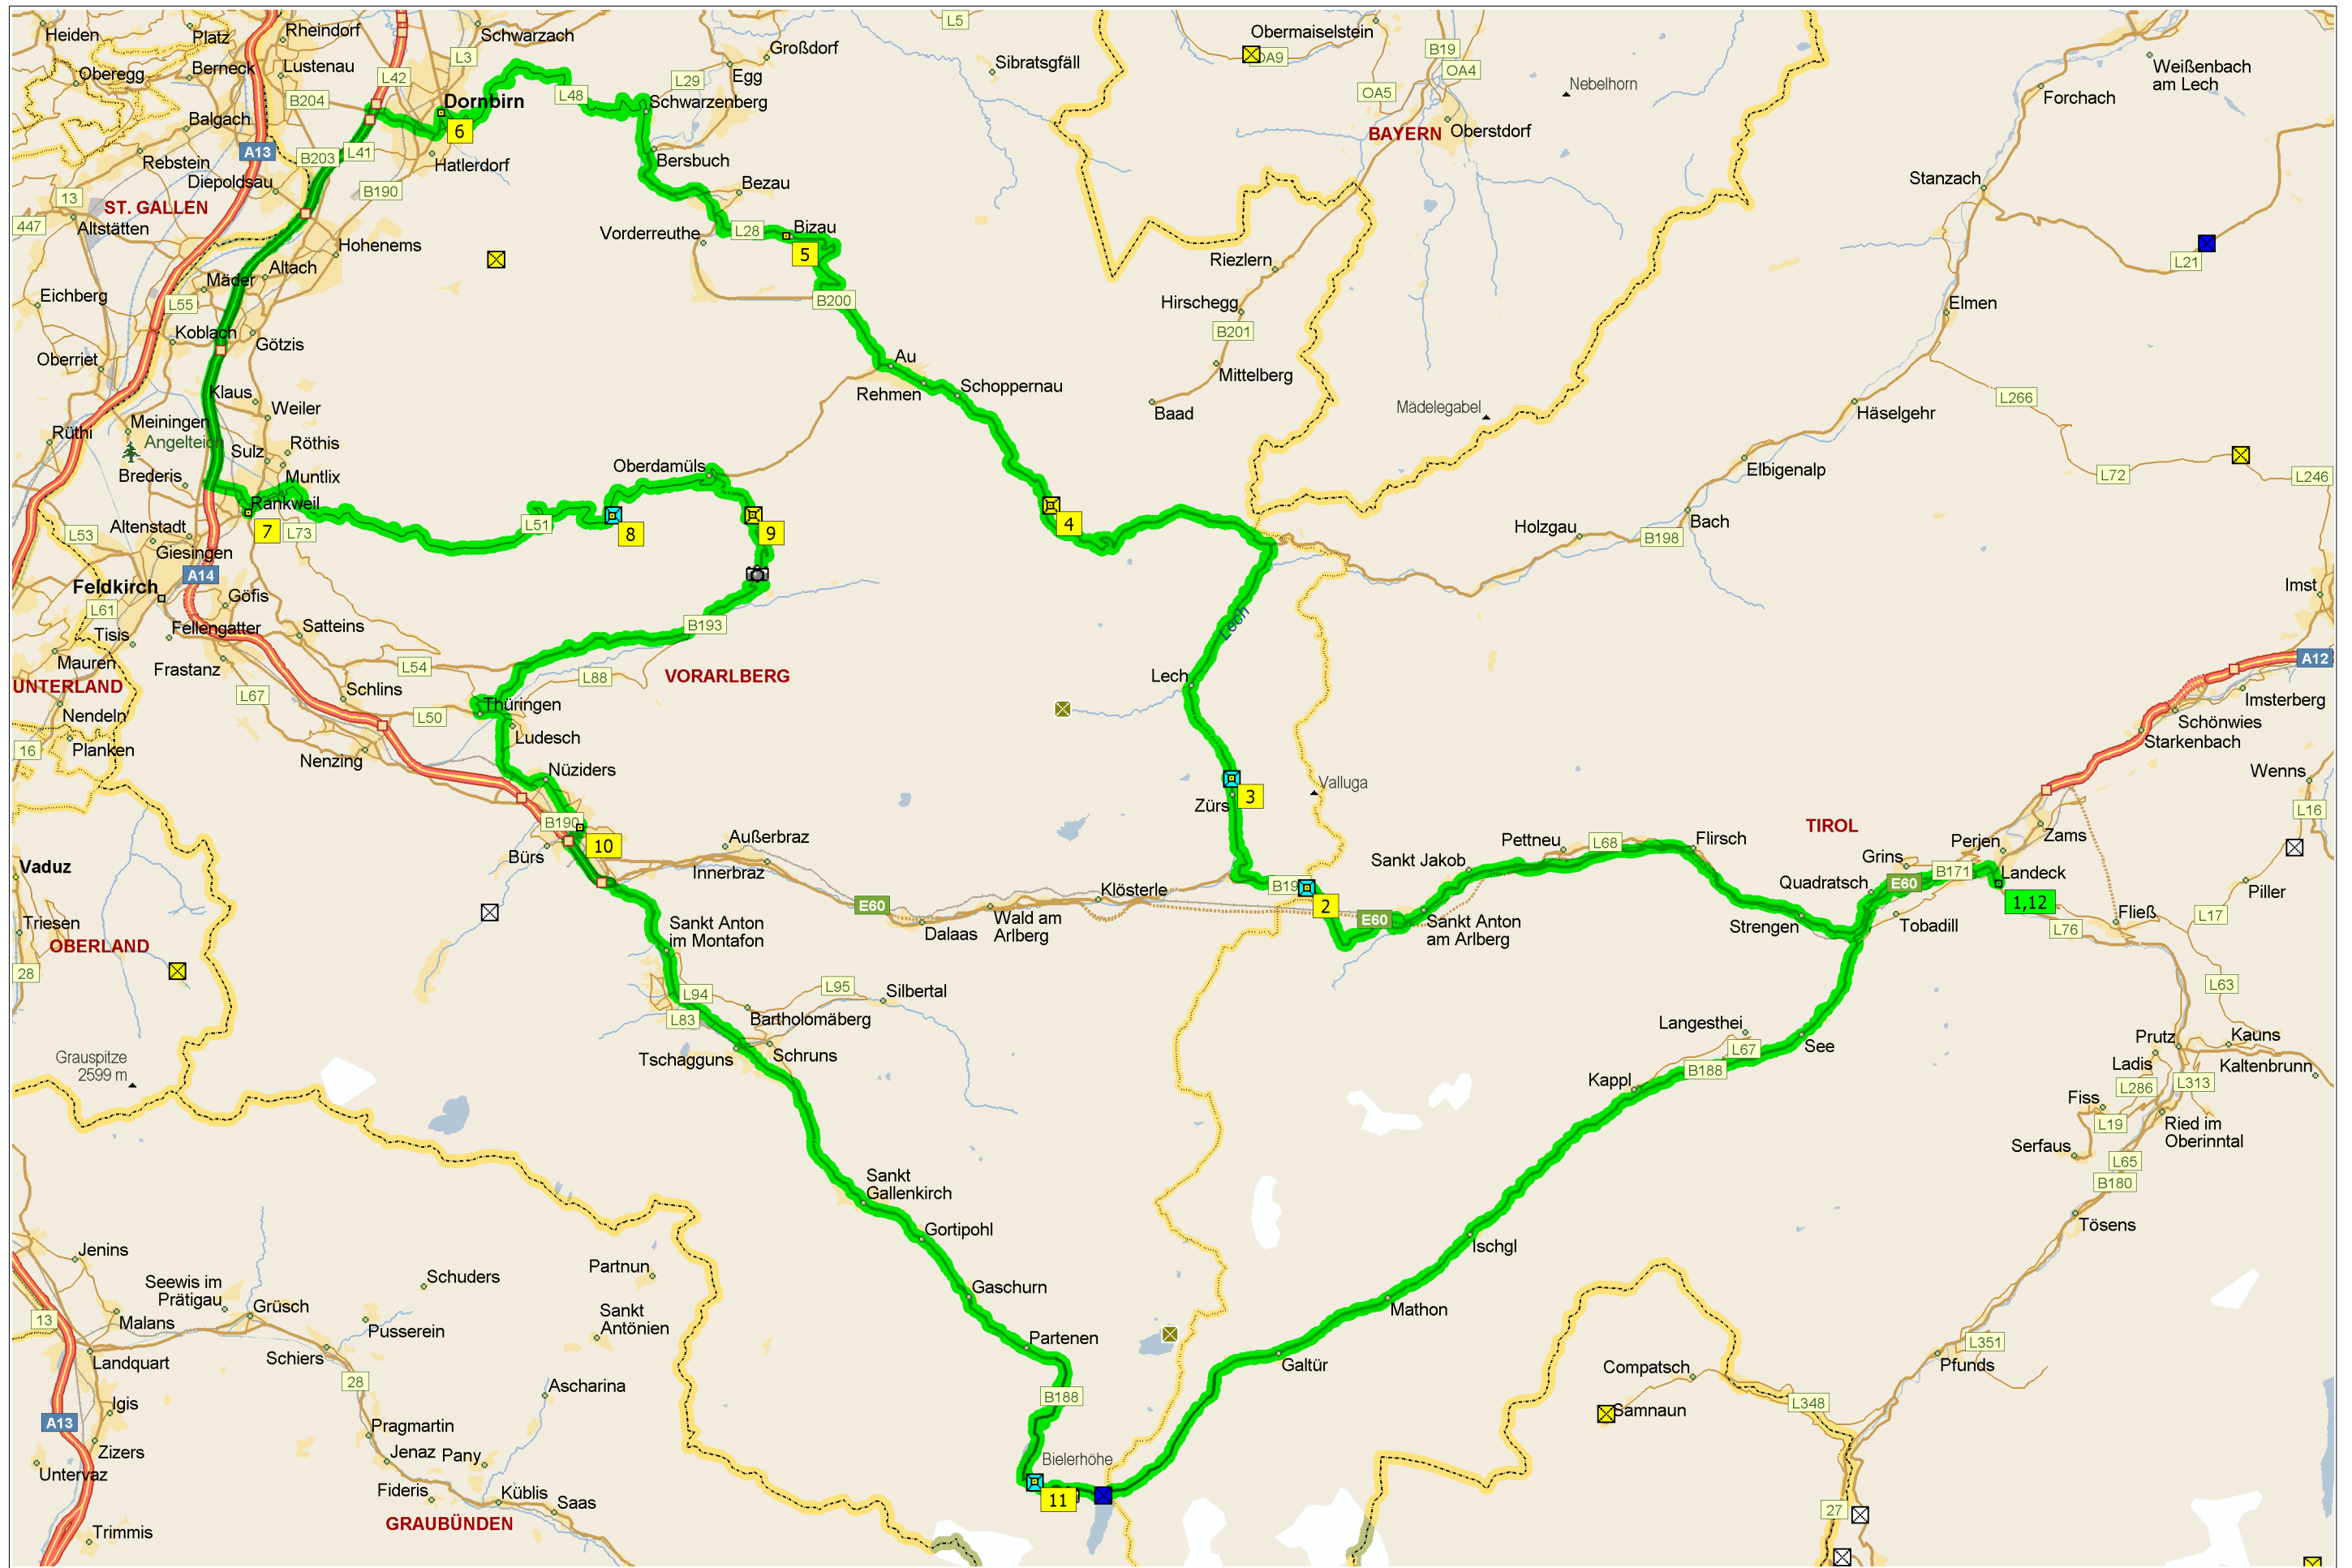 Heiden
Platz
Rheindorf
Schwarzach
L5
Obermaiselstein
B19
OA9
OA4
Großdorf
Sibratsgfäll
Weißenbach
am Lech
Oberegg
Berneck
Lustenau
L42
L3
L29
Egg
OA5
Nebelhorn
Forchach
B204
Dornbirn
L48
Schwarzenberg
Balgach
6
BAYERN
Oberstdorf
A13
B203
L41
Rebstein
Hatlerdorf
Bersbuch
Diepoldsau
B190
Bezau
Stanzach
13
ST. GALLEN
447
Altstätten
Vorderreuthe
L28
Bizau
5
Hohenems
Riezlern
L21
Altach
Mäder
Eichberg
L55
B200
Hirschegg
Elmen
Koblach
B201
Götzis
Oberriet
Au
Mittelberg
Klaus
Rehmen
Schoppernau
L266
Weiler
Baad
Mädelegabel
Häselgehr
Meiningen
Rüthi
Angelteich
Röthis
Sulz
Oberdamüls
Elbigenalp
Brederis
Muntlix
L72
L246
Rankweil
7
L73
L51
8
9
4
Bach
Holzgau
B198
L53
Altenstadt
Giesingen
A14
Feldkirch
Göfis
Imst
L61
Tisis
Fellengatter
Satteins
B193
Lech
Mauren
Frastanz
L54
L88
VORARLBERG
Lech
A12
UNTERLAND
L67
Schlins
Imsterberg
Nendeln
L50
Thüringen
Schönwies
16
Planken
Ludesch
Starkenbach
Nenzing
Nüziders
Valluga
Wenns
Zürs
3
L16
B190
10
Außerbraz
TIROL
Zams
Bürs
Innerbraz
Pettneu
L68
Flirsch
Perjen
Grins
Vaduz
Sankt Jakob
B171
Landeck
Quadratsch
E60
1,12
B19
2
Klösterle
Piller
E60
Wald am
Arlberg
Dalaas
E60
Sankt Anton
am Arlberg
Strengen
Tobadill
Fließ
L17
L76
Triesen
OBERLAND
Sankt Anton
im Montafon
28
L94
L95
Silbertal
L63
L83
Bartholomäberg
Langesthei
Prutz
Kauns
Grauspitze
2599 m
Tschagguns
Schruns
L67
See
Ladis
Kaltenbrunn
B188
Kappl
L286
L313
Fiss
L19
Ried im
Oberinntal
Serfaus
L65
B180
Sankt
Gallenkirch
Tösens
Gortipohl
Ischgl
Jenins
Schuders
Partnun
Seewis im
Prätigau
Gaschurn
Grüsch
13
Malans
Sankt
Antönien
Mathon
Pusserein
Partenen
L351
Landquart
Schiers
Galtür
Compatsch
Pfunds
28
Ascharina
B188
Igis
L348
Samnaun
A13
Pragmartin
Zizers
Jenaz
Pany
Bielerhöhe
Untervaz
Fideris
Küblis
Saas
11
27
GRAUBÜNDEN
Trimmis